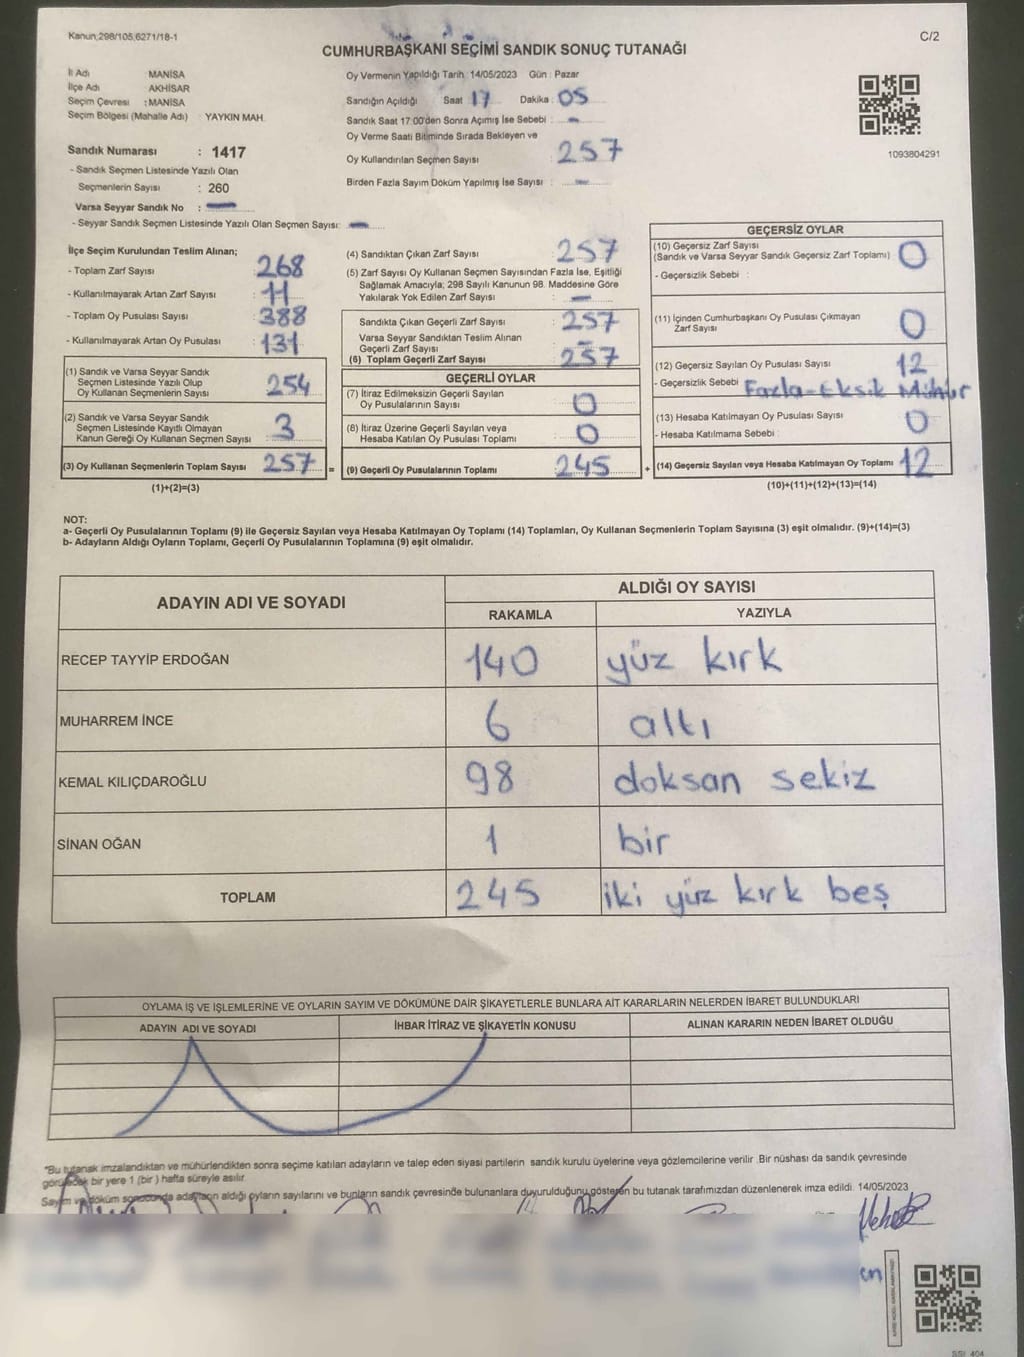 Kanun;298/105,6271/18-1
C/2
CUMHURBAŞKANI SEÇİMİ SANDIK SONUÇ TUTANAĞI
İl Adı MANİSA
İlçe Adı AKHİSAR
Seçim Çevresi : MANİSA
Seçim Bölgesi (Mahalle Adı) YAYKIN MAH.
Sandık Numarası : 1417
- Sandık Seçmen Listesinde Yazılı Olan
Seçmenlerin Sayısı : 260
Varsa Seyyar Sandık No : -
- Seyyar Sandık Seçmen Listesinde Yazılı Olan Seçmen Sayısı: -
Oy Vermenin Yapıldığı Tarih 14/05/2023 Gün : Pazar
Sandığın Açıldığı Saat 17 Dakika : 05
Sandık Saat 17:00'den Sonra Açımış İse Sebebi : -
Oy Verme Saati Bitiminde Sırada Bekleyen ve
Oy Kullandırılan Seçmen Sayısı : 257
Birden Fazla Sayım Döküm Yapılmış İse Sayısı : -
1093804291
İlçe Seçim Kurulundan Teslim Alınan;
- Toplam Zarf Sayısı : 268
- Kullanılmayarak Artan Zarf Sayısı : 11
- Toplam Oy Pusulası Sayısı : 388
- Kullanılmayarak Artan Oy Pusulası : 131
(1) Sandık ve Varsa Seyyar Sandık
Seçmen Listesinde Yazılı Olup
Oy Kullanan Seçmenlerin Sayısı : 254
(2) Sandık ve Varsa Seyyar Sandık
Seçmen Listesinde Kayıtlı Olmayan
Kanun Gereği Oy Kullanan Seçmen Sayısı : 3
(3) Oy Kullanan Seçmenlerin Toplam Sayısı : 257 =
(1)+(2)=(3)
(4) Sandıktan Çıkan Zarf Sayısı : 257
(5) Zarf Sayısı Oy Kullanan Seçmen Sayısından Fazla İse, Eşitliği
Sağlamak Amacıyla; 298 Sayılı Kanunun 98. Maddesine Göre
Yakılarak Yok Edilen Zarf Sayısı : -
Sandıkta Çıkan Geçerli Zarf Sayısı : 257
Varsa Seyyar Sandıktan Teslim Alınan
Geçerli Zarf Sayısı : -
(6) Toplam Geçerli Zarf Sayısı : 257
GEÇERLİ OYLAR
(7) İtiraz Edilmeksizin Geçerli Sayılan
Oy Pusulalarının Sayısı : 0
(8) İtiraz Üzerine Geçerli Sayılan veya
Hesaba Katılan Oy Pusulası Toplamı : 0
(9) Geçerli Oy Pusulalarının Toplamı : 245 +
GEÇERSİZ OYLAR
(10) Geçersiz Zarf Sayısı
(Sandık ve Varsa Seyyar Sandık Geçersiz Zarf Toplamı) : 0
- Geçersizlik Sebebi :
(11) İçinden Cumhurbaşkanı Oy Pusulası Çıkmayan
Zarf Sayısı : 0
(12) Geçersiz Sayılan Oy Pusulası Sayısı : 12
- Geçersizlik Sebebi Fazla-Eksik Mühür
(13) Hesaba Katılmayan Oy Pusulası Sayısı : 0
- Hesaba Katılmama Sebebi :
(14) Geçersiz Sayılan veya Hesaba Katılmayan Oy Toplamı : 12
(10)+(11)+(12)+(13)=(14)
NOT:
a- Geçerli Oy Pusulalarının Toplamı (9) ile Geçersiz Sayılan veya Hesaba Katılmayan Oy Toplamı (14) Toplamları, Oy Kullanan Seçmenlerin Toplam Sayısına (3) eşit olmalıdır. (9)+(14)=(3)
b- Adayların Aldığı Oyların Toplamı, Geçerli Oy Pusulalarının Toplamına (9) eşit olmalıdır.
ADAYIN ADI VE SOYADI
ALDIĞI OY SAYISI
RAKAMLA YAZIYLA
RECEP TAYYİP ERDOĞAN 140 yüz kırk
MUHARREM İNCE 6 altı
KEMAL KILIÇDAROĞLU 98 doksan sekiz
SİNAN OĞAN 1 bir
TOPLAM 245 iki yüz kırk beş
OYLAMA İŞ VE İŞLEMLERİNE VE OYLARIN SAYIM VE DÖKÜMÜNE DAİR ŞİKAYETLERLE BUNLARA AİT KARARLARIN NELERDEN İBARET BULUNDUKLARI
ADAYIN ADI VE SOYADI İHBAR İTİRAZ VE ŞİKAYETİN KONUSU ALINAN KARARIN NEDEN İBARET OLDUĞU
"Bu tutanak imzalandıktan ve mühürlendikten sonra seçime katılan adayların ve talep eden siyasi partilerin sandık kurulu üyelerine veya gözlemcilerine verilir .Bir nüshası da sandık çevresinde
görülecek bir yere 1 (bir ) hafta süreyle asılır.
Sayım ve döküm sonucunda adayların aldığı oyların sayılarını ve bunların sandık çevresinde bulunanlara duyurulduğunu gösteren bu tutanak tarafımızdan düzenlenerek imza edildi. 14/05/2023